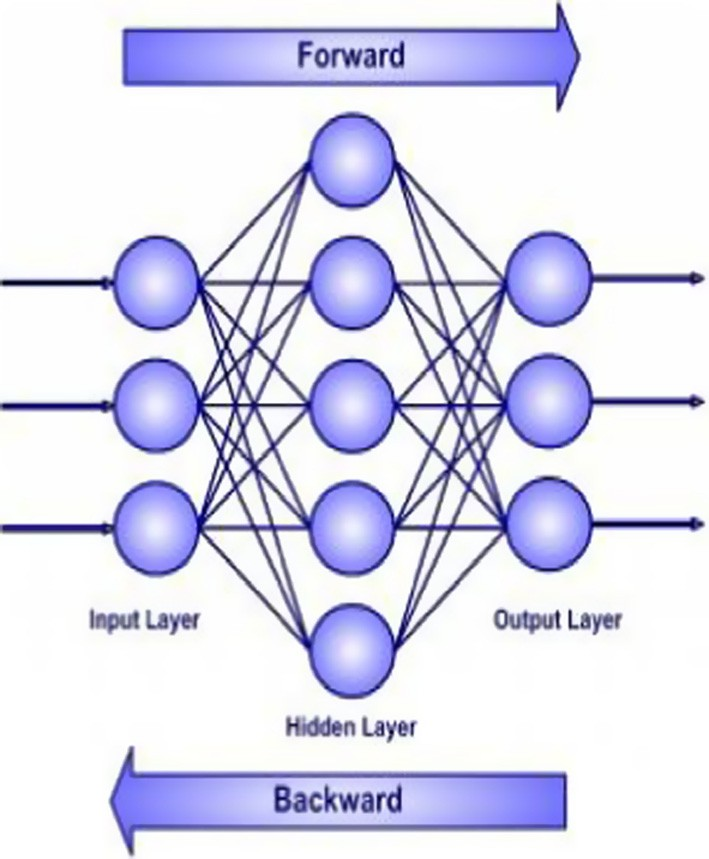 Forward
Input Layer
Output Layer
Hidden Layer
Backward